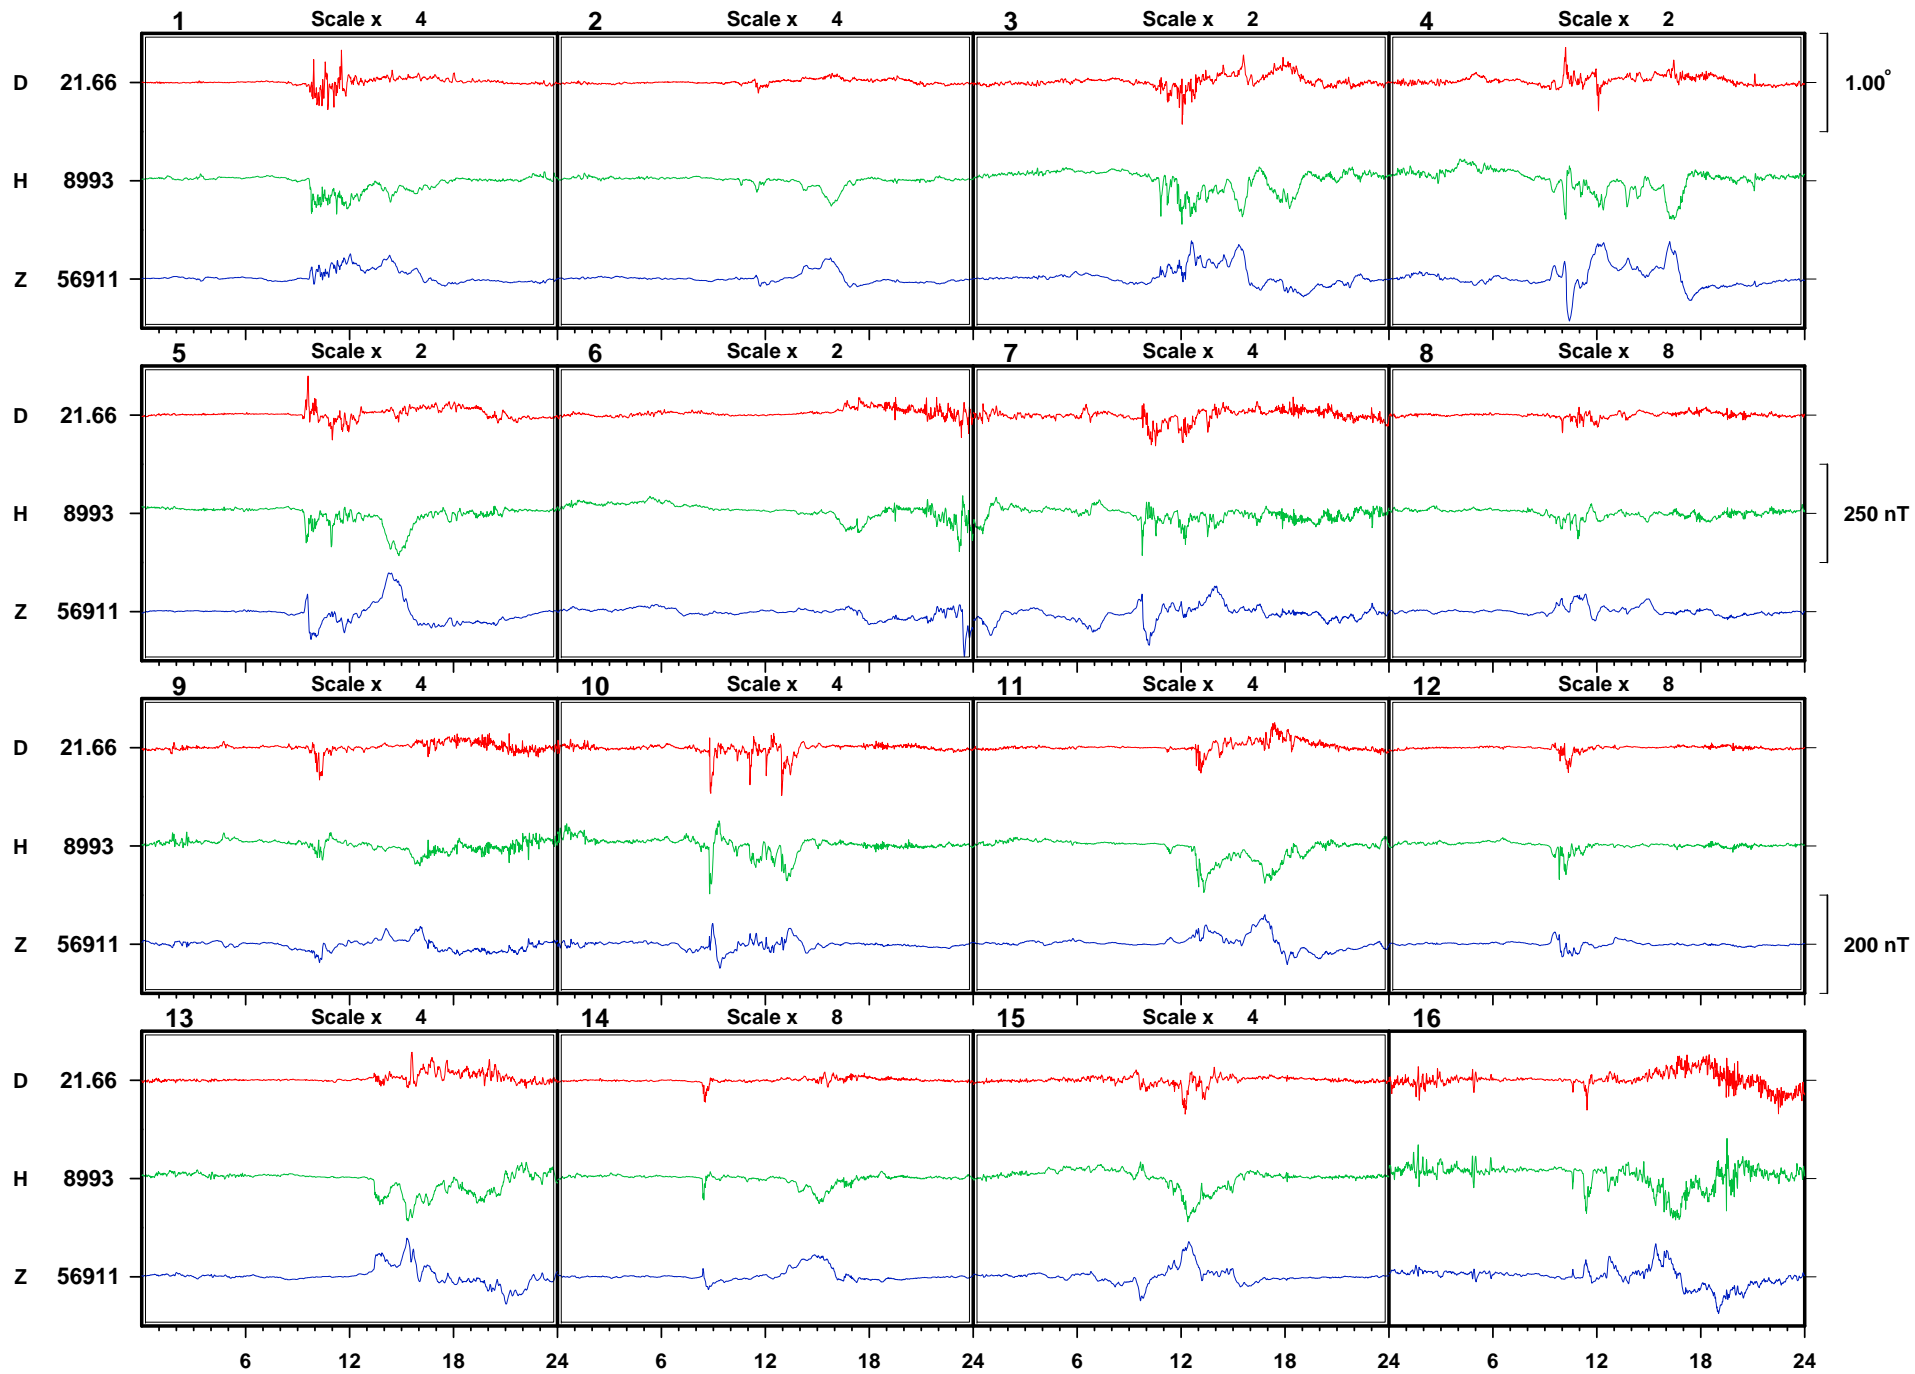 1 Scale x 4 2 Scale x 4 3 Scale x 2 4 Scale x 2
D 21.66 1.00°
H 8993
Z 56911
5 Scale x 2 6 Scale x 2 7 Scale x 4 8 Scale x 8
D 21.66
H 8993 250 nT
Z 56911
9 Scale x 4 10 Scale x 4 11 Scale x 4 12 Scale x 8
D 21.66
H 8993
Z 56911 200 nT
13 Scale x 4 14 Scale x 8 15 Scale x 4 16
D 21.66
H 8993
Z 56911
6 12 18 24 6 12 18 24 6 12 18 24 6 12 18 24